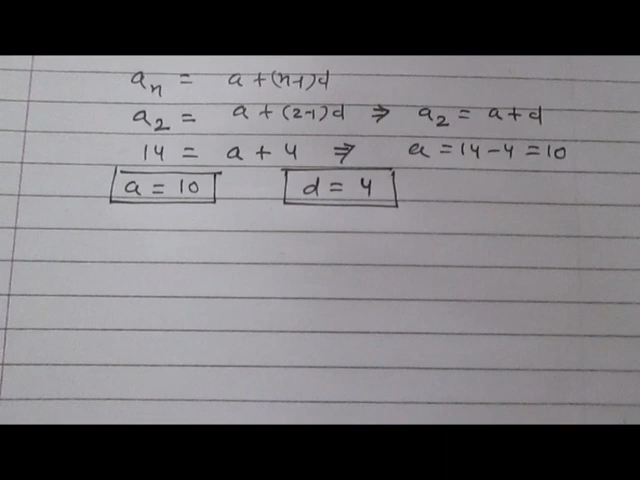 aₙ = a+(n-1)d
a₂ = a+(2-1)d ⇒ a₂ = a+d
14 = a+4 ⇒ a=14-4=10
a=10 d=4